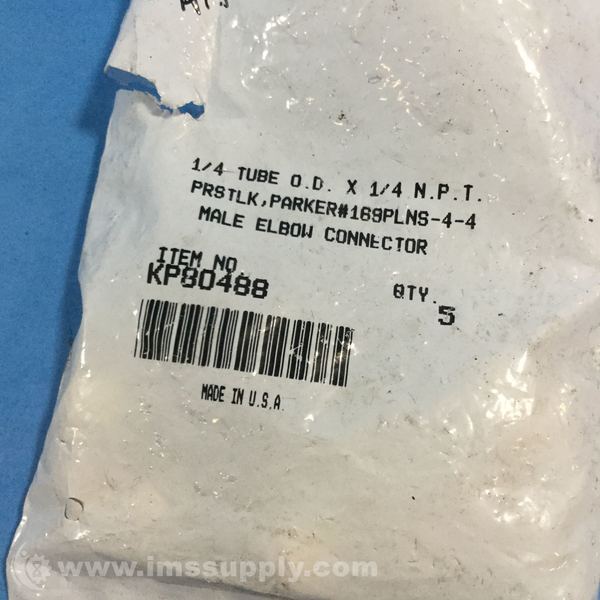 1/4 TUBE O.D. X 1/4 N.P.T.
PRSTLK,PARKER#169PLNS-4-4
MALE ELBOW CONNECTOR
ITEM NO.
KP80488
QTY.
5
MADE IN U.S.A.
www.imssupply.com